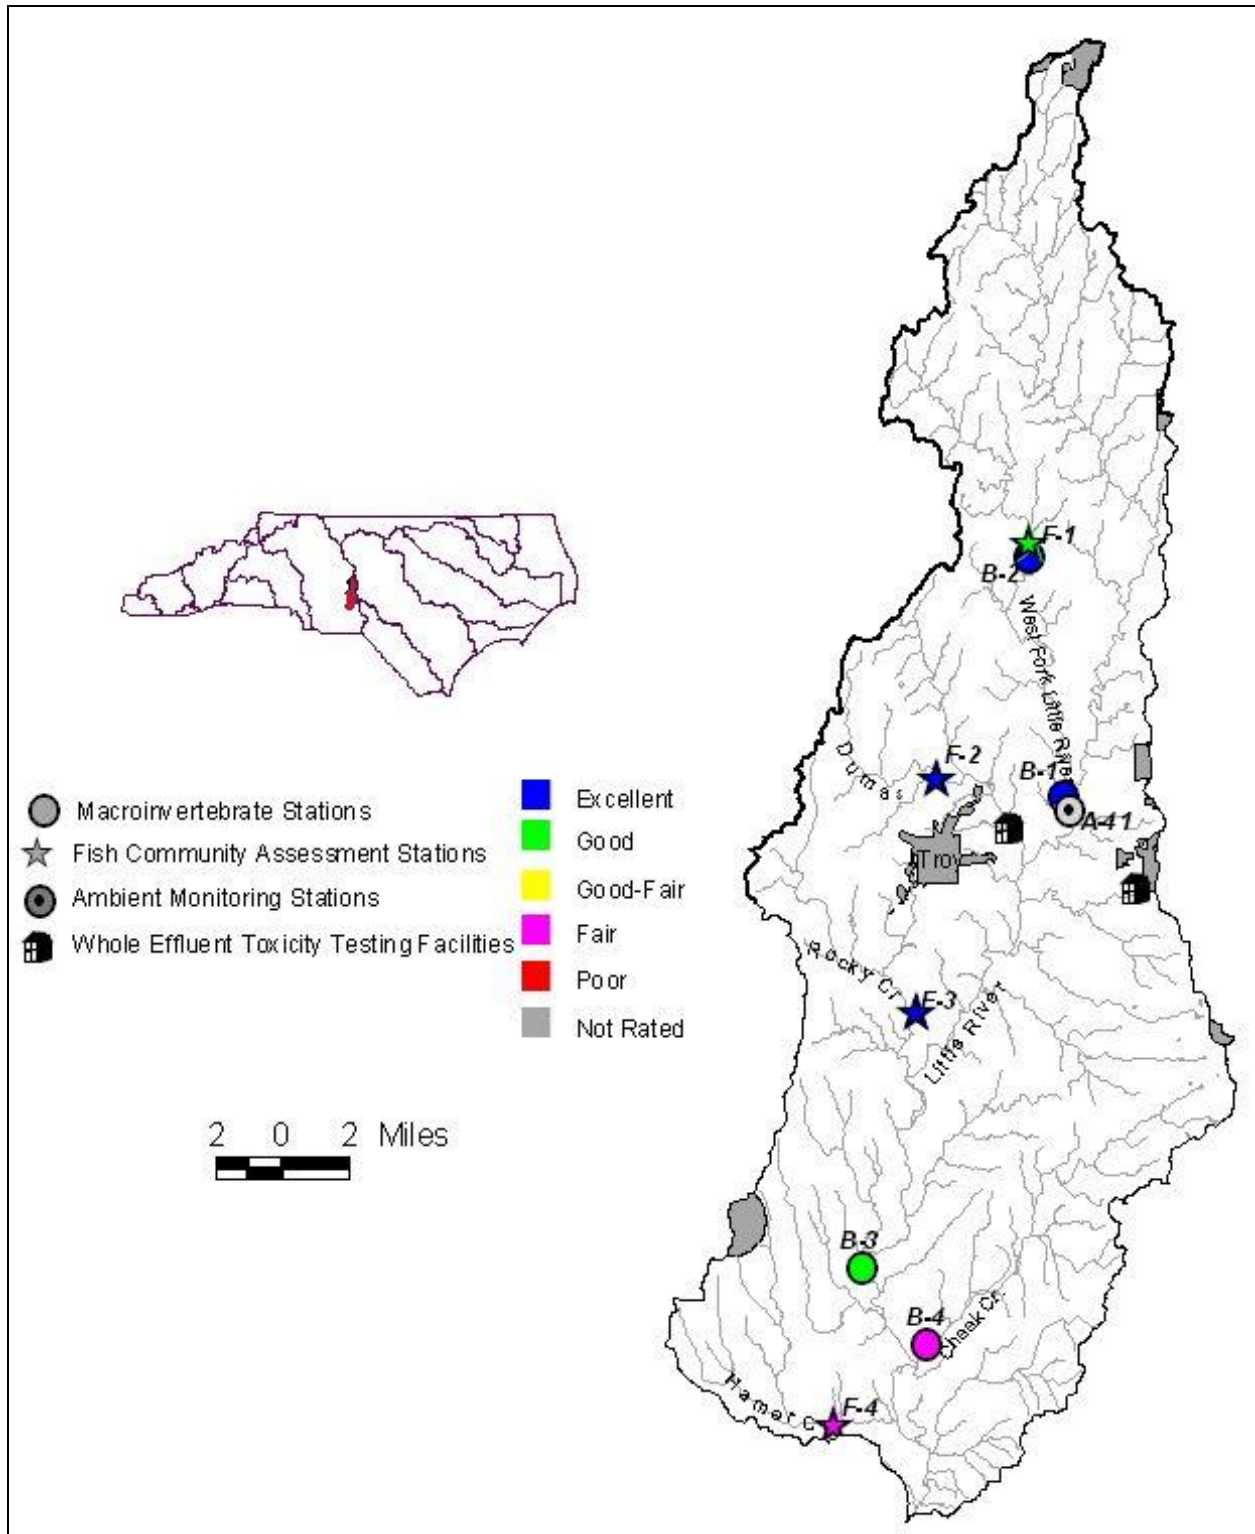 F-1
B-2
West Fork Little River
Dumas
F-2
B-1
A-41
Troy
Macroinvertebrate Stations
Fish Community Assessment Stations
Ambient Monitoring Stations
Whole Effluent Toxicity Testing Facilities
Excellent
Good
Good-Fair
Fair
Poor
Not Rated
Rocky Cr
F-3
Little River
2 0 2 Miles
B-3
B-4
Cheek Cr.
Hamer C
F-4